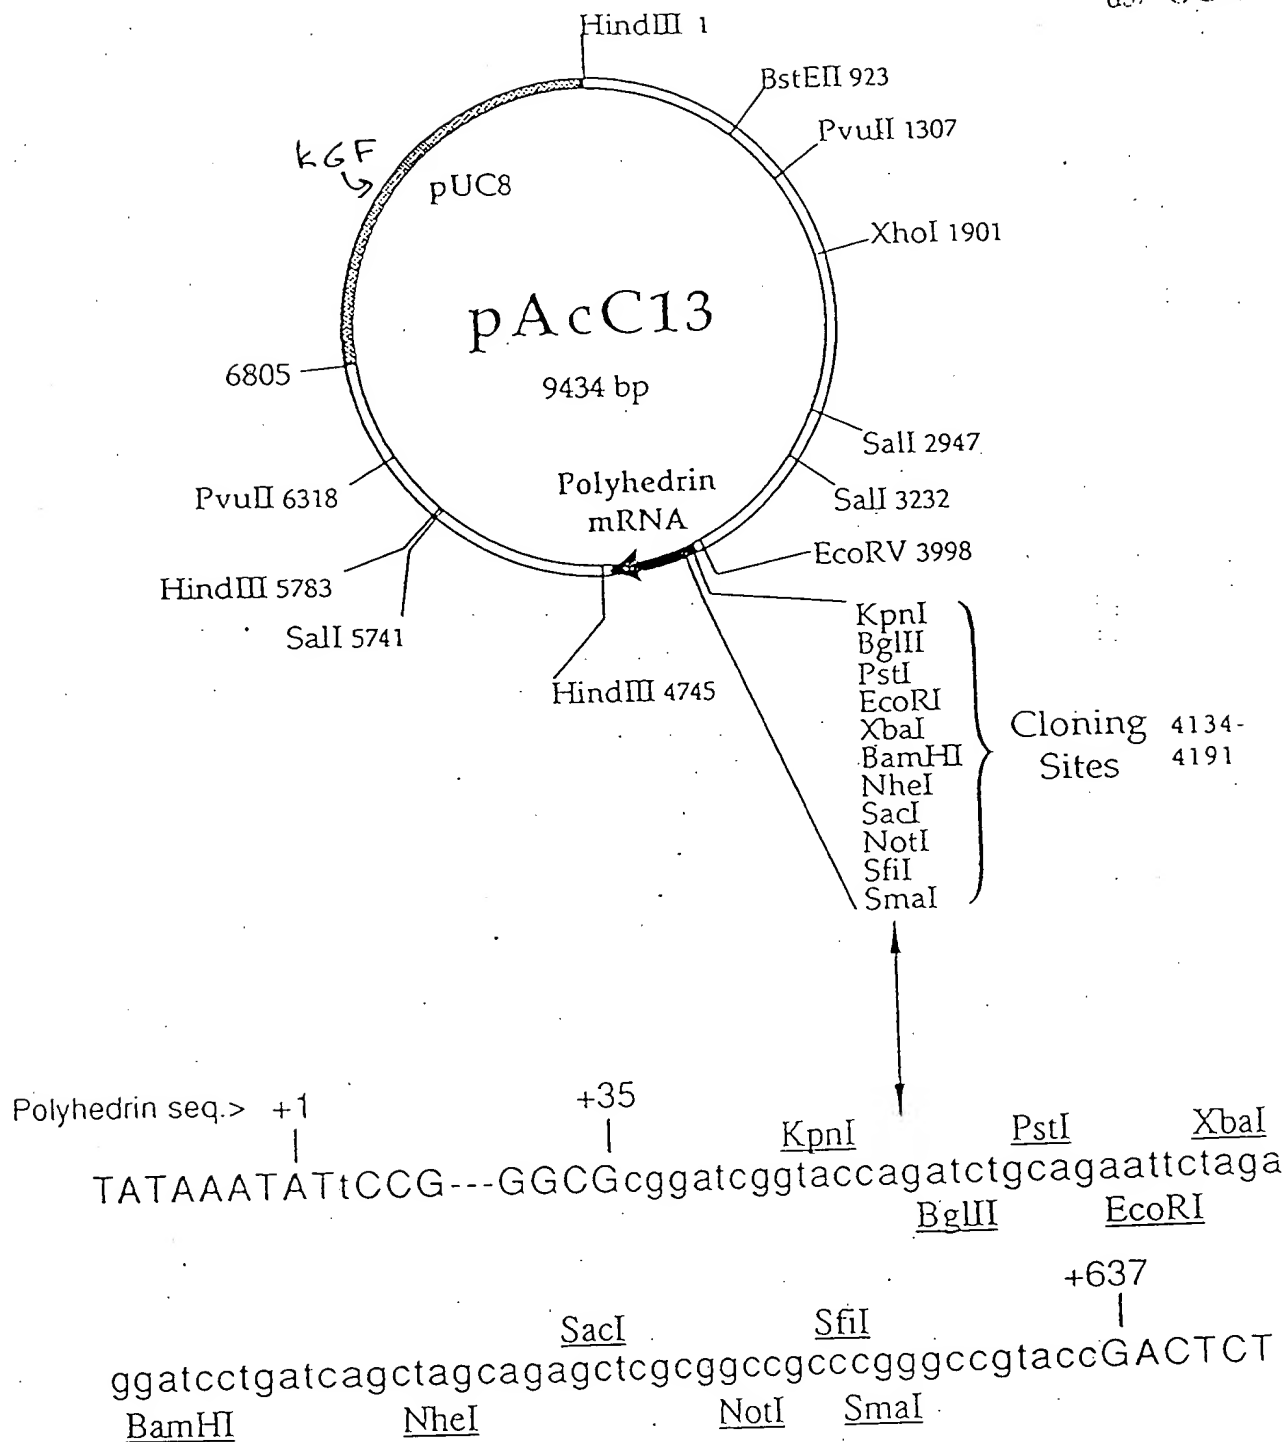 HindIII 1
BstEII 923
PvuII 1307
KGF
pUC8
XhoI 1901
pAcC13
9434 bp
6805
SalI 2947
Polyhedrin
mRNA
SalI 3232
PvuII 6318
EcoRV 3998
HindIII 5783
SalI 5741
HindIII 4745
KpnI
BglII
PstI
EcoRI
XbaI
BamHI
NheI
SacI
NotI
SfiI
SmaI
Cloning Sites
4134-
4191
Polyhedrin seq.> +1 +35
KpnI PstI XbaI
TATAAATATTtCCG---GGCGcggatcggtaccagatctgcagaattctaga
BglII EcoRI
+637
SacI SfiI
ggatcctgatcagctagcagagctcgcggccgcccgggccgtaccGACTCT
BamHI NheI NotI SmaI